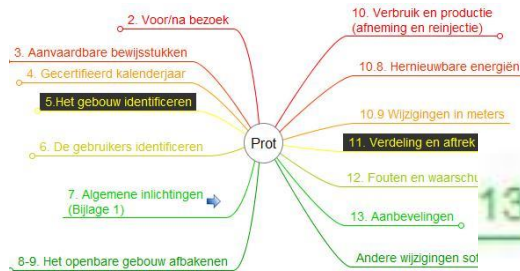 2. Voor/na bezoek
3. Aanvaardbare bewijsstukken
4. Gecertifieerd kalenderjaar
5.Het gebouw identificeren
6. De gebruikers identificeren
7. Algemene inlichtingen
(Bijlage 1)
8-9. Het openbare gebouw afbakenen
Prot
10. Verbruik en productie
(afneming en reinjectie)
10.8. Hernieuwbare energiën
10.9 Wijzigingen in meters
11. Verdeling en aftrek
12. Fouten en waarschu
13. Aanbevelingen
Andere wijzigingen sof
13